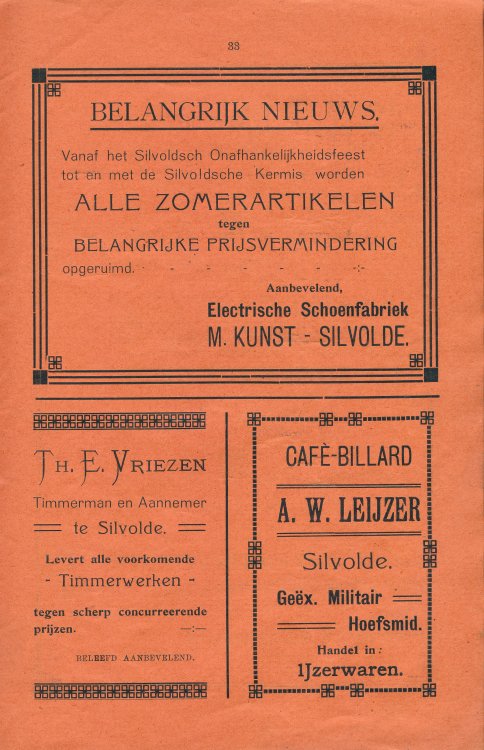 33
BELANGRIJK NIEUWS.
Vanaf het Silvoldsch Onafhankelijkheidsfeest
tot en met de Silvoldsche Kermis worden
ALLE ZOMERARTIKELEN
tegen
BELANGRIJKE PRIJSVERMINDERING
opgeruimd. - - - - - - -:-
Aanbevelend,
Electrische Schoenfabriek
M. KUNST - SILVOLDE.
TH. E. VRIEZEN
Timmerman en Aannemer
te Silvolde.
Levert alle voorkomende
- Timmerwerken -
tegen scherp concurreerende
prijzen. —:—
BELEEFD AANBEVELEND.
CAFÈ-BILLARD
A. W. LEIJZER
Silvolde.
Geëx. Militair
Hoefsmid.
Handel in:
IJzerwaren.